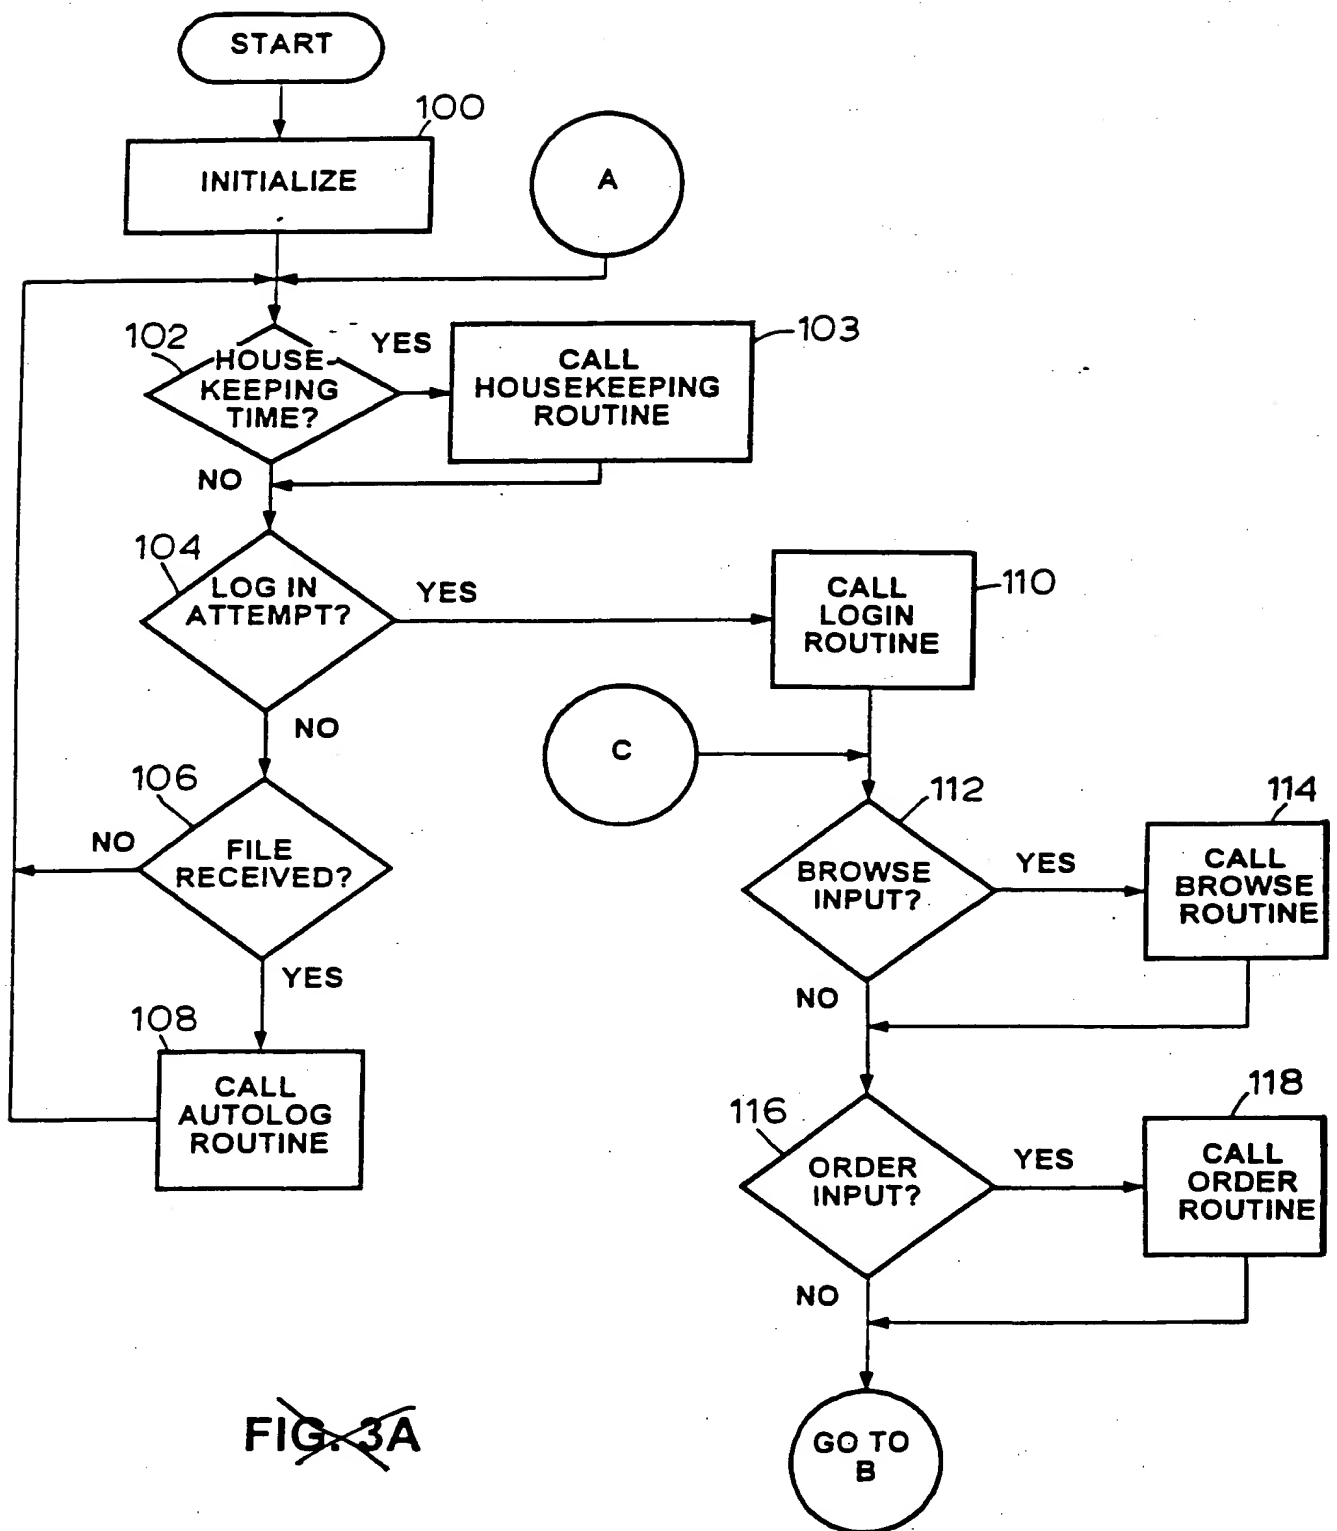 START
100
INITIALIZE
A
102
HOUSE
KEEPING
TIME?
YES
103
CALL
HOUSEKEEPING
ROUTINE
NO
104
LOG IN
ATTEMPT?
YES
110
CALL
LOGIN
ROUTINE
NO
C
106
NO
FILE
RECEIVED?
112
BROWSE
INPUT?
YES
114
CALL
BROWSE
ROUTINE
YES
NO
108
CALL
AUTOLOG
ROUTINE
116
ORDER
INPUT?
YES
118
CALL
ORDER
ROUTINE
NO
FIG. 3A
GO TO
B